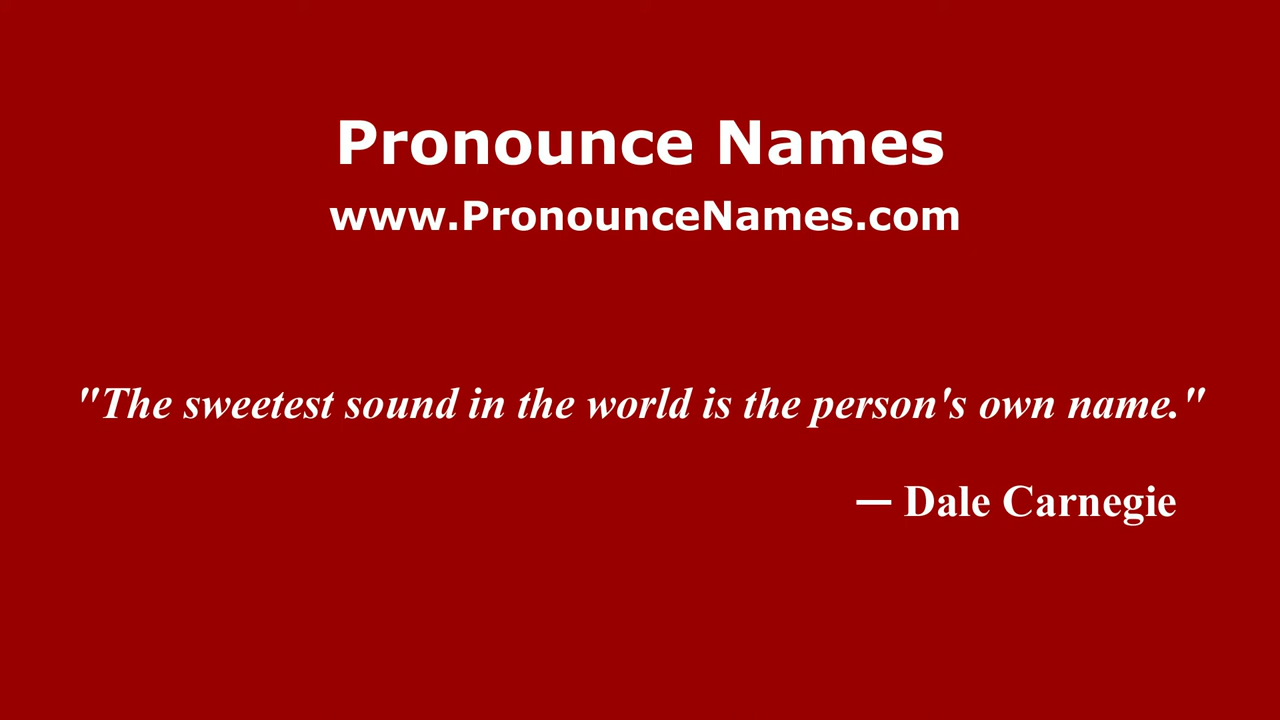 Pronounce Names
www.PronounceNames.com
"The sweetest sound in the world is the person's own name."
— Dale Carnegie